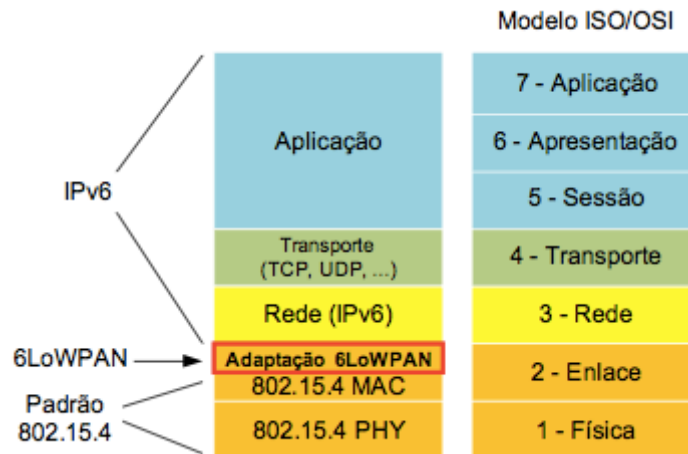 Modelo ISO/OSI
IPv6
6LoWPAN
Padrão
802.15.4
Aplicação
Transporte
(TCP, UDP, ...)
Rede (IPv6)
Adaptação 6LoWPAN
802.15.4 MAC
802.15.4 PHY
7 - Aplicação
6 - Apresentação
5 - Sessão
4 - Transporte
3 - Rede
2 - Enlace
1 - Física